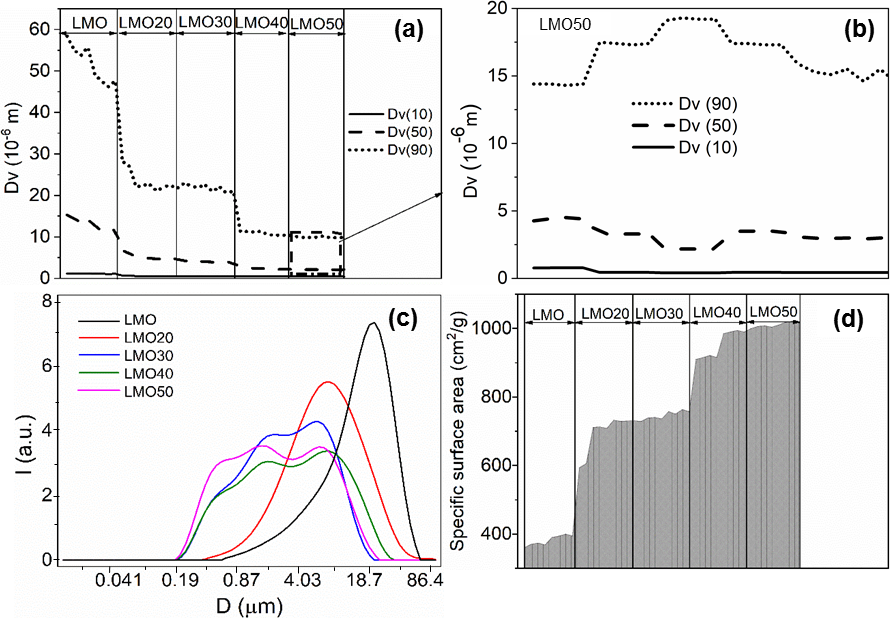 LMO LMO20 LMO30 LMO40 LMO50
(a)
60
50
40
30
20
10
0
Dv (10⁻⁶ m)
Dv(10)
Dv(50)
Dv(90)
LMO50
(b)
20
15
10
5
0
Dv (10⁻⁶ m)
Dv (90)
Dv (50)
Dv (10)
(c)
8
6
4
2
0
I (a.u.)
LMO
LMO20
LMO30
LMO40
LMO50
0.041 0.19 0.87 4.03 18.7 86.4
D (μm)
LMO LMO20 LMO30 LMO40 LMO50
(d)
1000
800
600
400
Specific surface area (cm²/g)